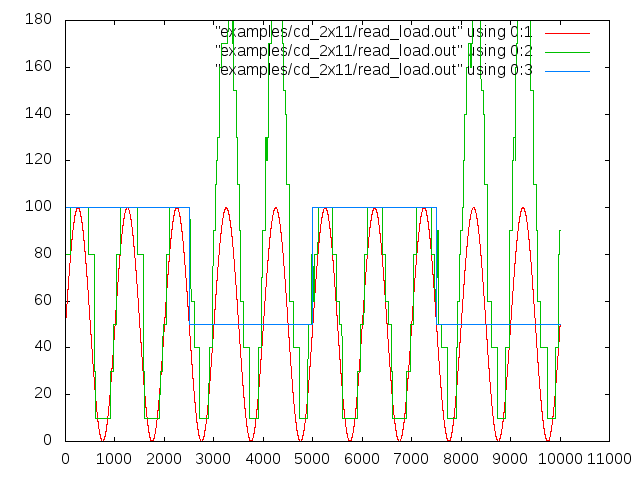 180
"examples/cd_2x11/read_load.out" using 0:1
160
"examples/cd_2x11/read_load.out" using 0:2
"examples/cd_2x11/read_load.out" using 0:3
140
120
100
80
60
40
20
0
0 1000 2000 3000 4000 5000 6000 7000 8000 9000 10000 11000